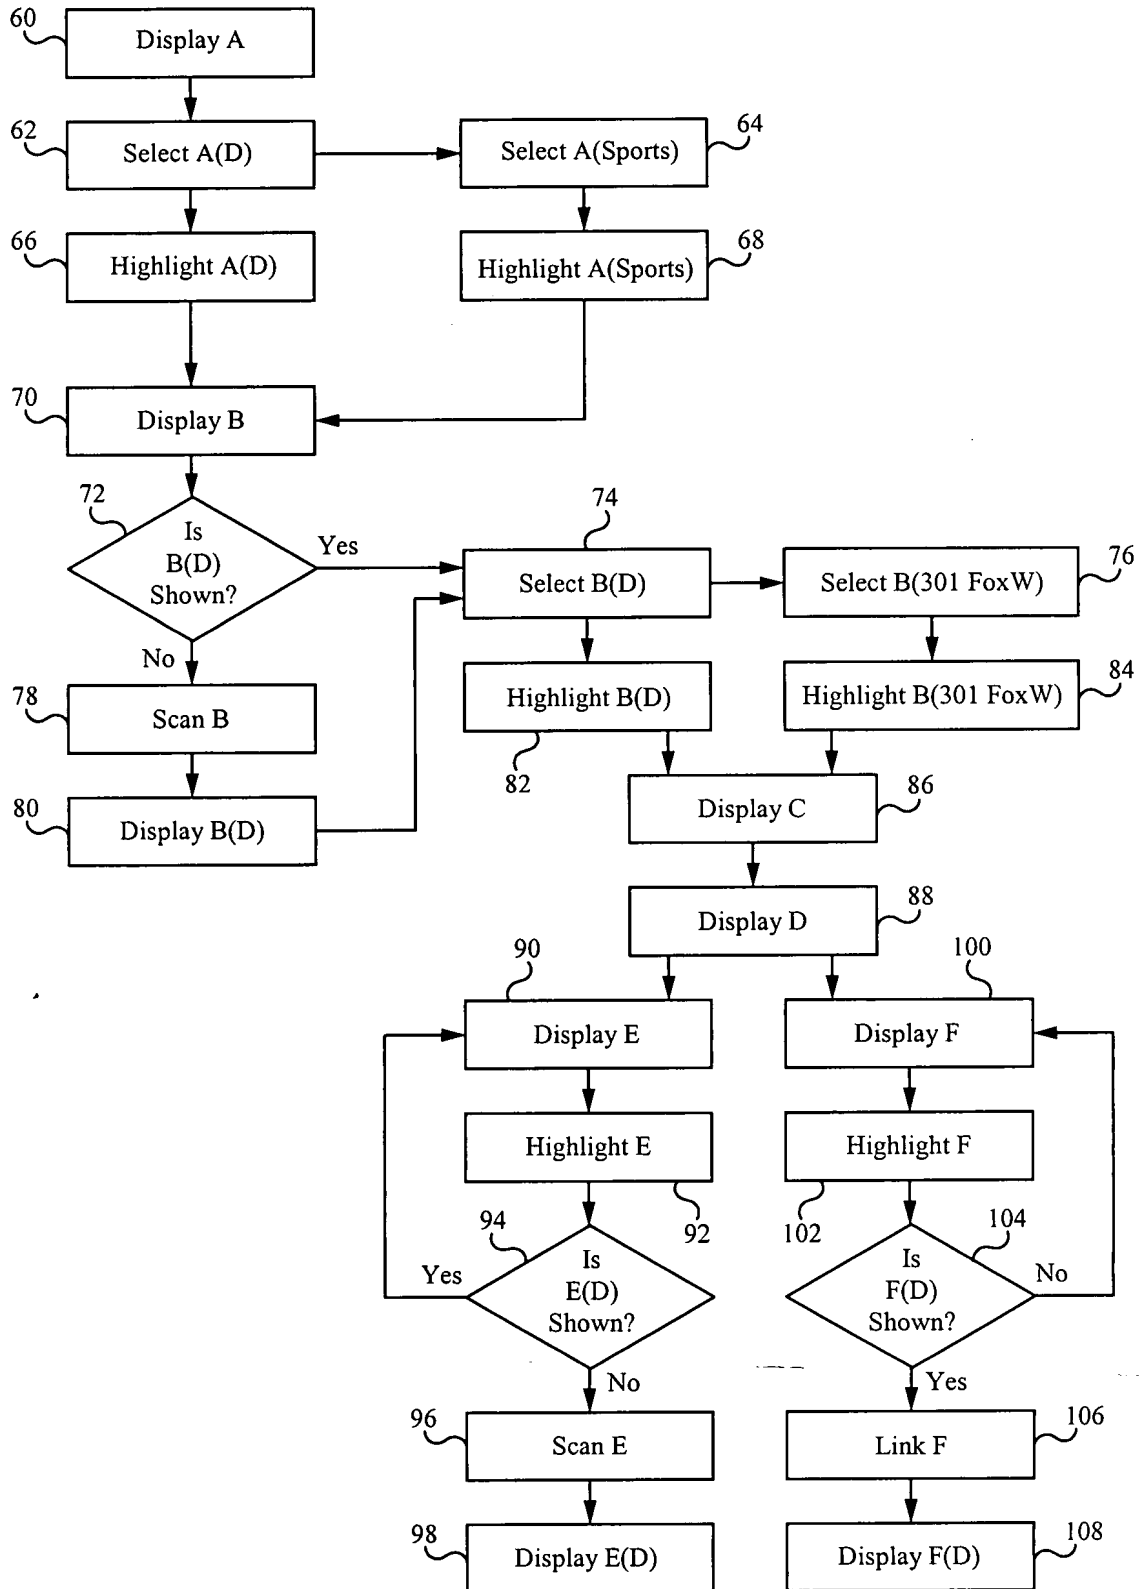 60
Display A
62
Select A(D)
Select A(Sports)
64
66
Highlight A(D)
Highlight A(Sports)
68
70
Display B
72
Is
B(D)
Shown?
Yes
No
74
Select B(D)
Select B(301 FoxW)
76
78
Scan B
Highlight B(D)
82
Highlight B(301 FoxW)
84
80
Display B(D)
Display C
86
Display D
88
90
Display E
100
Display F
Highlight E
92
Highlight F
102
94
Is
E(D)
Shown?
Yes
No
104
Is
F(D)
Shown?
No
Yes
96
Scan E
Link F
106
98
Display E(D)
Display F(D)
108